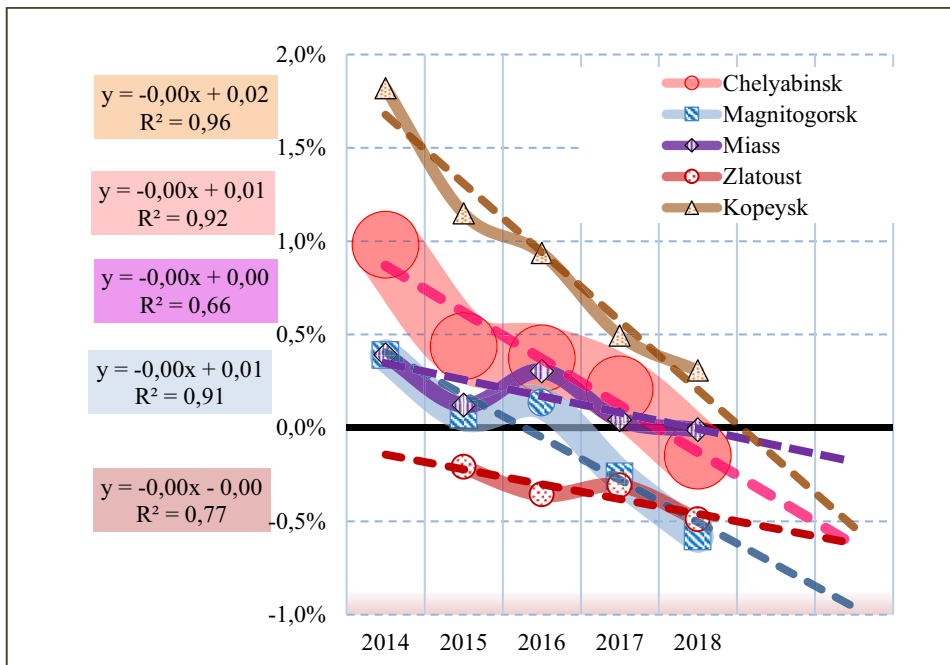 2,0%
1,5%
1,0%
0,5%
0,0%
-0,5%
-1,0%
y = -0,00x + 0,02
R² = 0,96
y = -0,00x + 0,01
R² = 0,92
y = -0,00x + 0,00
R² = 0,66
y = -0,00x + 0,01
R² = 0,91
y = -0,00x - 0,00
R² = 0,77
Chelyabinsk
Magnitogorsk
Miass
Zlatoust
Kopeysk
2014 2015 2016 2017 2018